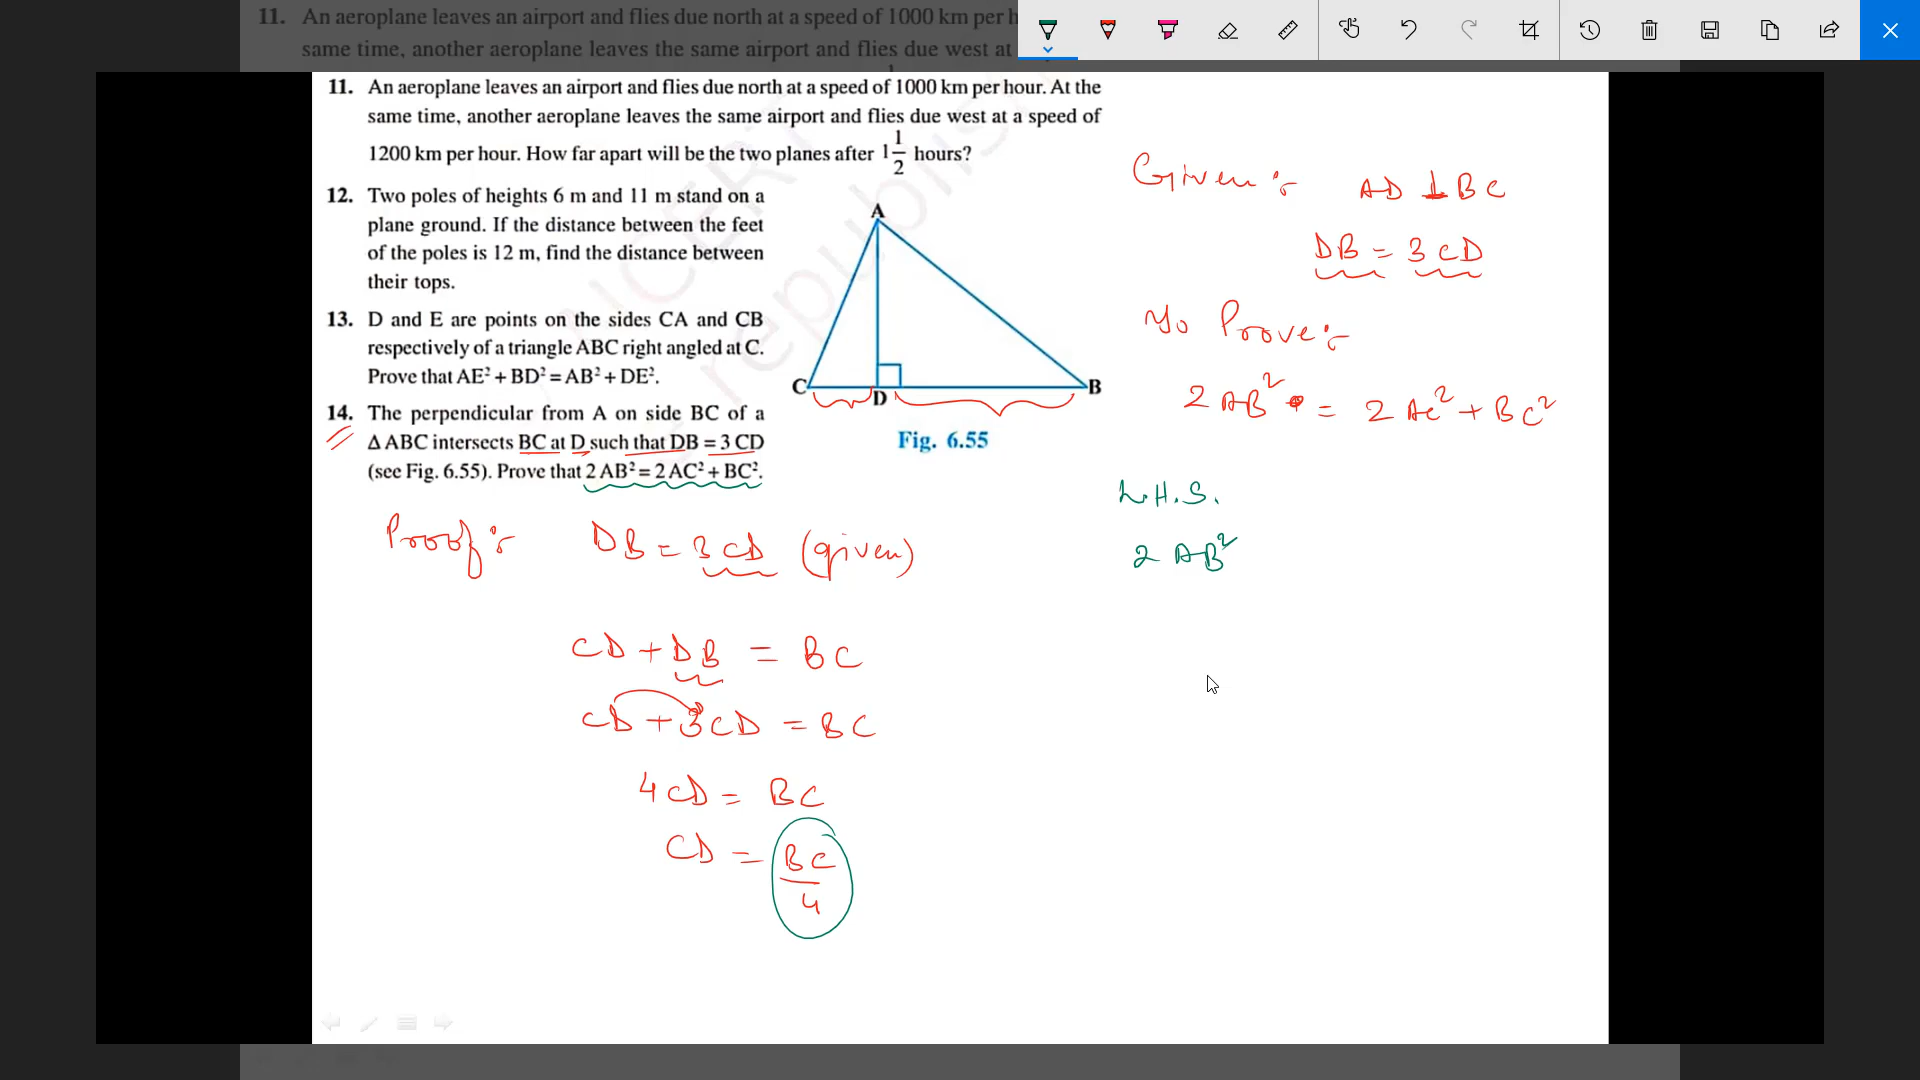 11. An aeroplane leaves an airport and flies due north at a speed of 1000 km per h
same time, another aeroplane leaves the same airport and flies due west at
11. An aeroplane leaves an airport and flies due north at a speed of 1000 km per hour. At the
same time, another aeroplane leaves the same airport and flies due west at a speed of
1200 km per hour. How far apart will be the two planes after 1 1/2 hours?
12. Two poles of heights 6 m and 11 m stand on a
plane ground. If the distance between the feet
of the poles is 12 m, find the distance between
their tops.
13. D and E are points on the sides CA and CB
respectively of a triangle ABC right angled at C.
Prove that AE² + BD² = AB² + DE².
14. The perpendicular from A on side BC of a
Δ ABC intersects BC at D such that DB = 3 CD
(see Fig. 6.55). Prove that 2 AB² = 2 AC² + BC².
A
C
D
B
Fig. 6.55
Given :- AD ⊥ BC
DB = 3 CD
To Prove :-
2 AB² = 2 AC² + BC²
Proof :- DB = 3 CD (given)
CD + DB = BC
CD + 3CD = BC
4 CD = BC
CD = BC/4
L.H.S.
2 AB²